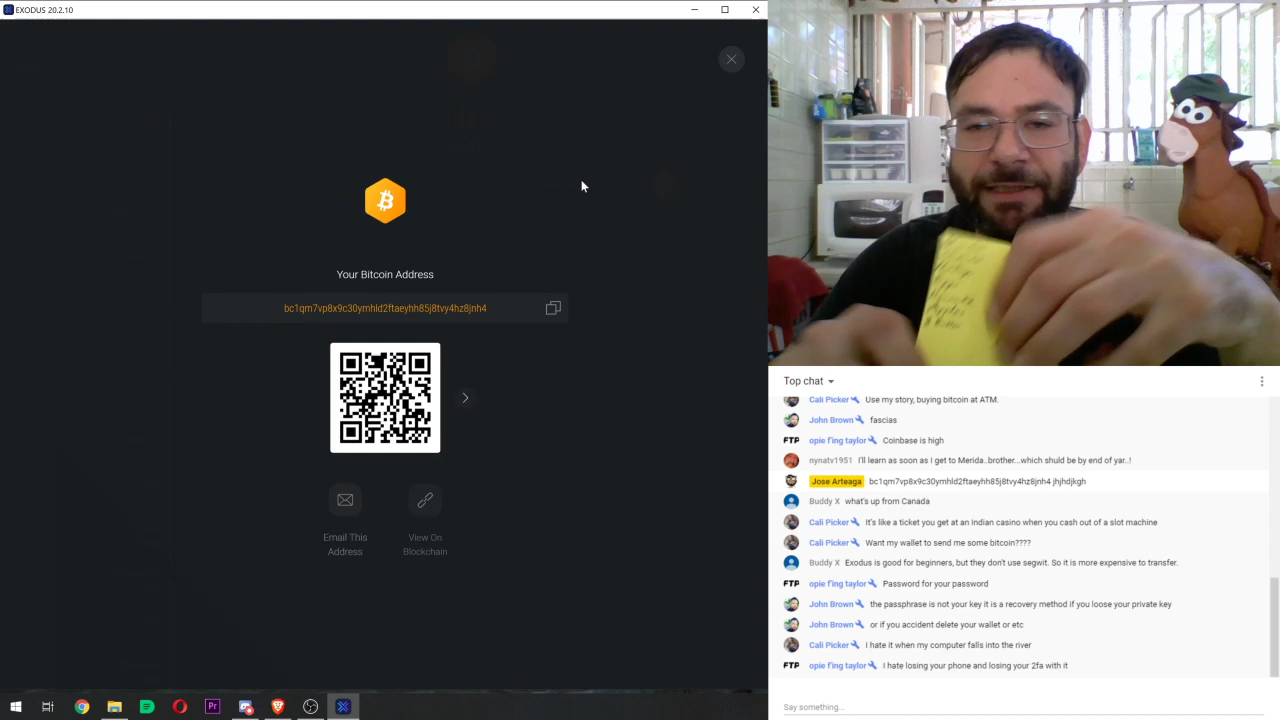 EXODUS 20.2.10
Your Bitcoin Address
bc1qm7vp8x9c30ymhld2ftaeyhh85j8tvy4hz8jnh4
Email This
Address
View On
Blockchain
Pr
Top chat
Cali Picker Use my story, buying bitcoin at ATM.
John Brown fascias
FTP opie f'ing taylor Coinbase is high
nynatv1951 I'll learn as soon as I get to Merida..brother...which shuld be by end of yar..!
Jose Arteaga bc1qm7vp8x9c30ymhld2ftaeyhh85j8tvy4hz8jnh4 jhjhdjkgh
Buddy X what's up from Canada
Cali Picker It's like a ticket you get at an Indian casino when you cash out of a slot machine
Cali Picker Want my wallet to send me some bitcoin????
Buddy X Exodus is good for beginners, but they don't use segwit. So it is more expensive to transfer.
FTP opie f'ing taylor Password for your password
John Brown the passphrase is not your key it is a recovery method if you loose your private key
John Brown or if you accident delete your wallet or etc
Cali Picker I hate it when my computer falls into the river
FTP opie f'ing taylor I hate losing your phone and losing your 2fa with it
Say something...